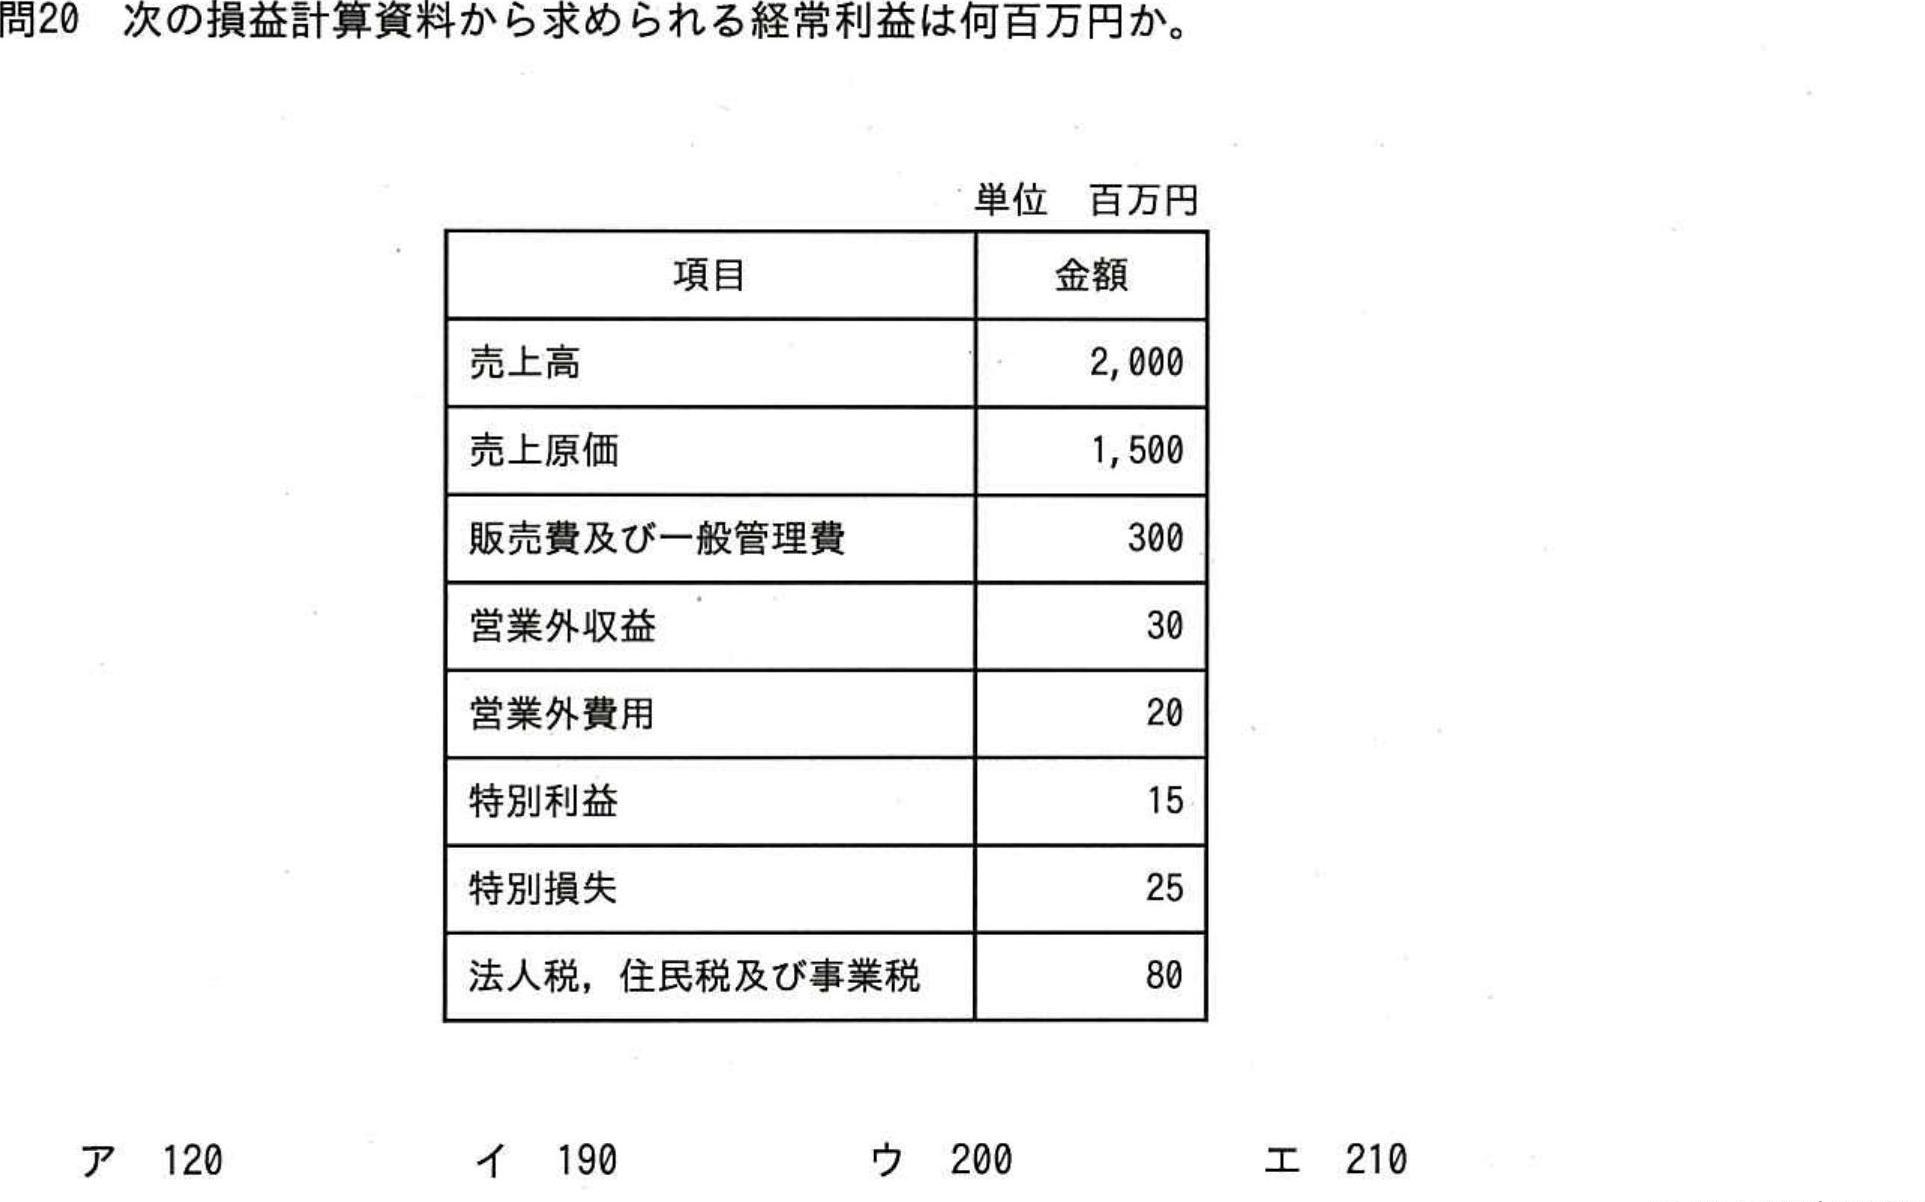 問20　次の損益計算資料から求められる経常利益は何百万円か。
単位　百万円
項目　金額
売上高　2,000
売上原価　1,500
販売費及び一般管理費　300
営業外収益　30
営業外費用　20
特別利益　15
特別損失　25
法人税，住民税及び事業税　80
ア　120　イ　190　ウ　200　エ　210